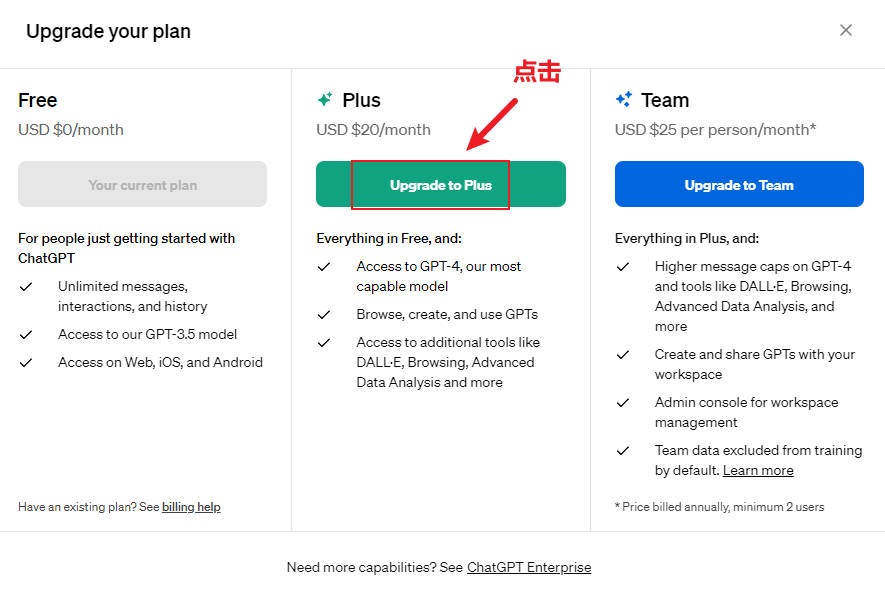 Upgrade your plan
点击
Free
USD $0/month
Your current plan
For people just getting started with
ChatGPT
Unlimited messages,
interactions, and history
Access to our GPT-3.5 model
Access on Web, iOS, and Android
Have an existing plan? See billing help
Plus
USD $20/month
Upgrade to Plus
Everything in Free, and:
Access to GPT-4, our most
capable model
Browse, create, and use GPTs
Access to additional tools like
DALL·E, Browsing, Advanced
Data Analysis and more
Team
USD $25 per person/month*
Upgrade to Team
Everything in Plus, and:
Higher message caps on GPT-4
and tools like DALL·E, Browsing,
Advanced Data Analysis, and
more
Create and share GPTs with your
workspace
Admin console for workspace
management
Team data excluded from training
by default. Learn more
* Price billed annually, minimum 2 users
Need more capabilities? See ChatGPT Enterprise